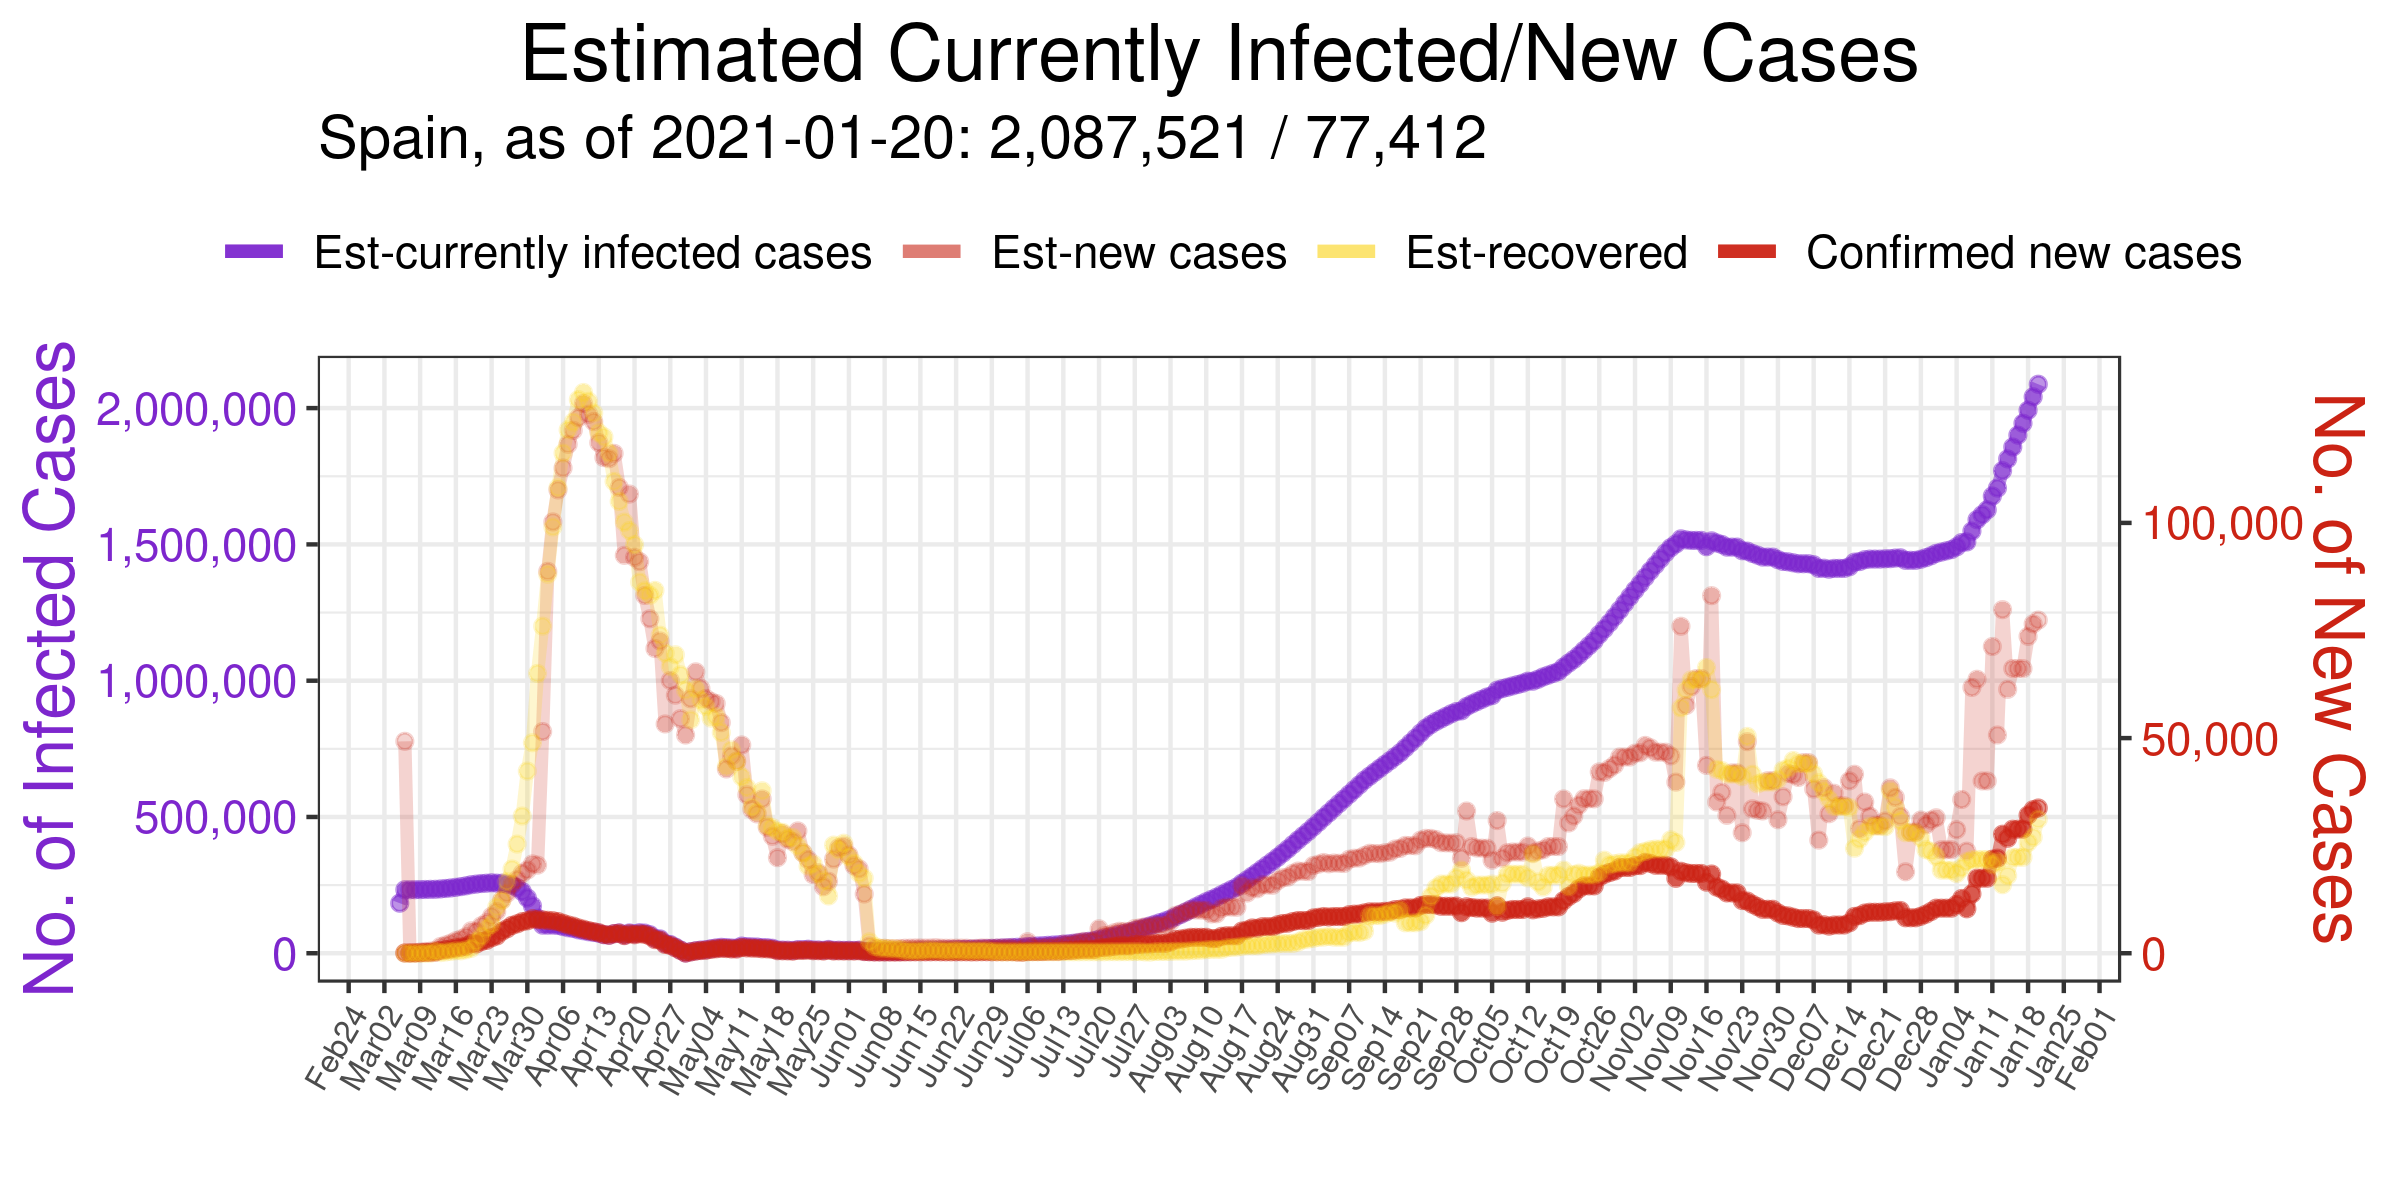 Estimated Currently Infected/New Cases
Spain, as of 2021-01-20: 2,087,521 / 77,412
Est-currently infected cases Est-new cases Est-recovered Confirmed new cases
No. of Infected Cases
2,000,000
1,500,000
1,000,000
500,000
0
100,000
50,000
0
No. of New Cases
Feb24 Mar02 Mar09 Mar16 Mar23 Mar30 Apr06 Apr13 Apr20 Apr27 May04 May11 May18 May25 Jun01 Jun08 Jun15 Jun22 Jun29 Jul06 Jul13 Jul20 Jul27 Aug03 Aug10 Aug17 Aug24 Aug31 Sep07 Sep14 Sep21 Sep28 Oct05 Oct12 Oct19 Oct26 Nov02 Nov09 Nov16 Nov23 Nov30 Dec07 Dec14 Dec21 Dec28 Jan04 Jan11 Jan18 Jan25 Feb01